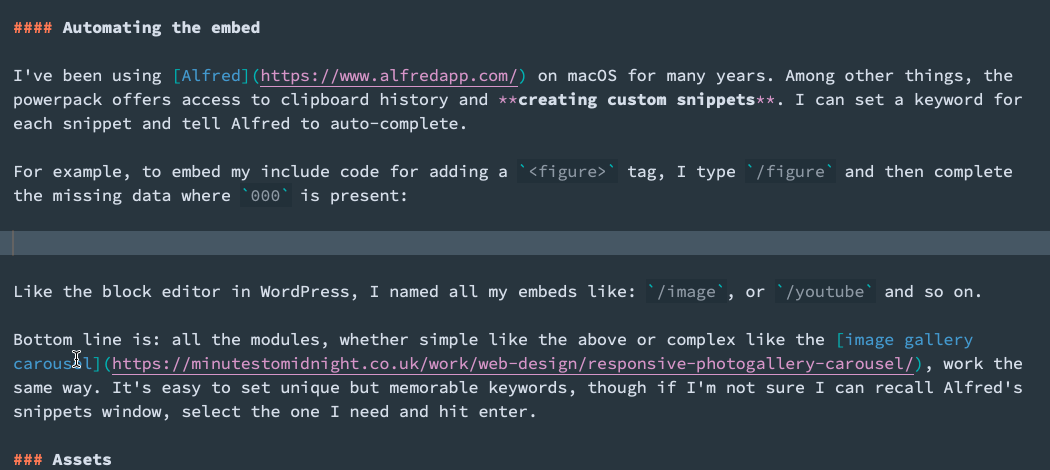 #### Automating the embed
I've been using [Alfred](https://www.alfredapp.com/) on macOS for many years. Among other things, the
powerpack offers access to clipboard history and **creating custom snippets**. I can set a keyword for
each snippet and tell Alfred to auto-complete.
For example, to embed my include code for adding a `<figure>` tag, I type `/figure` and then complete
the missing data where `000` is present:
Like the block editor in WordPress, I named all my embeds like: `/image`, or `/youtube` and so on.
Bottom line is: all the modules, whether simple like the above or complex like the [image gallery
carousel](https://minutestomidnight.co.uk/work/web-design/responsive-photogallery-carousel/), work the
same way. It's easy to set unique but memorable keywords, though if I'm not sure I can recall Alfred's
snippets window, select the one I need and hit enter.
### Assets